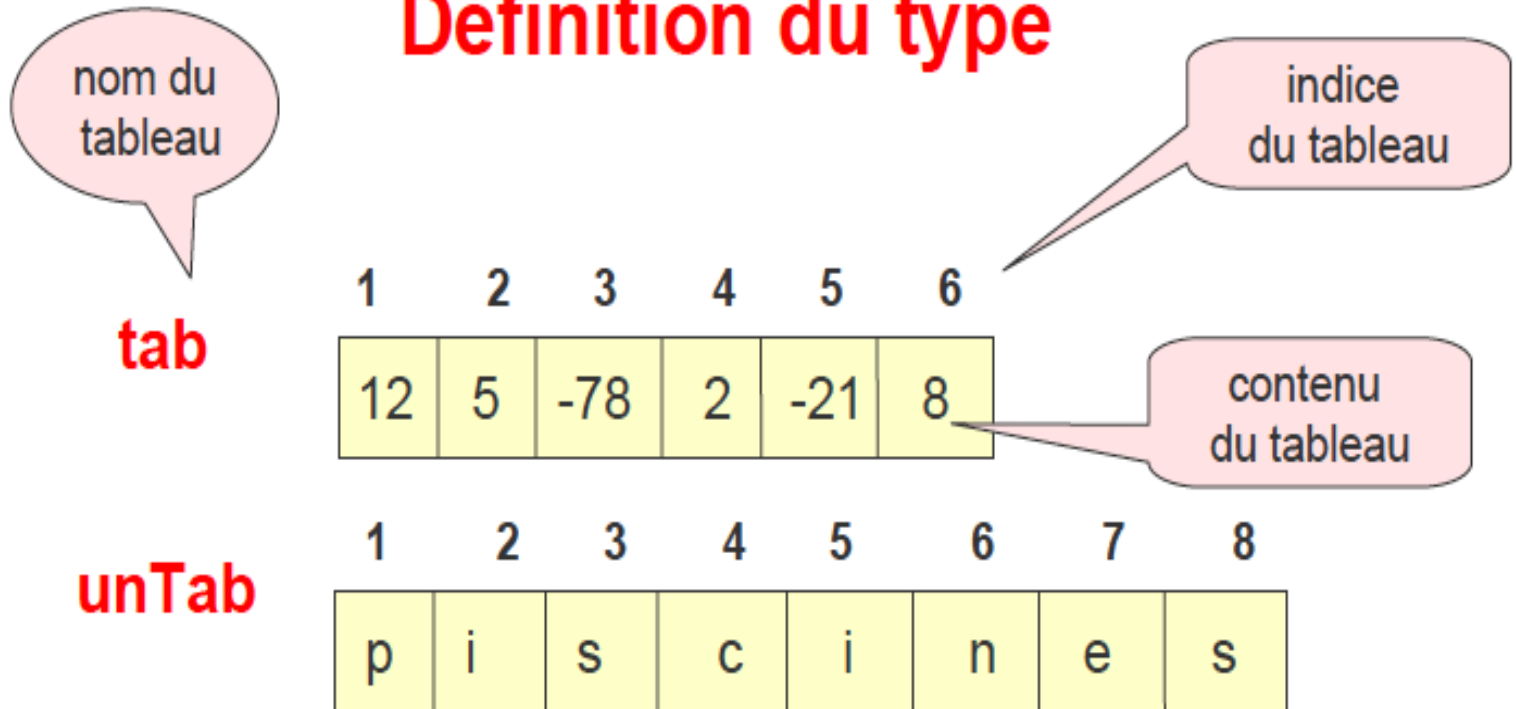 Définition du type
nom du
tableau
indice
du tableau
1 2 3 4 5 6
tab
12 5 -78 2 -21 8
contenu
du tableau
1 2 3 4 5 6 7 8
unTab
p i s c i n e s